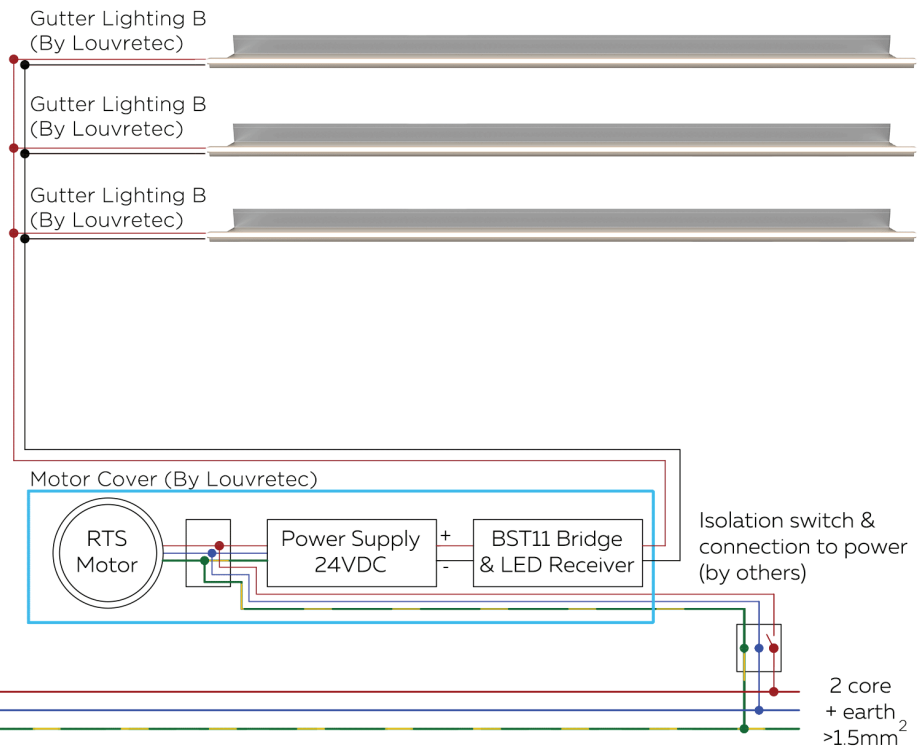 Gutter Lighting B
(By Louvretec)
Gutter Lighting B
(By Louvretec)
Gutter Lighting B
(By Louvretec)
Motor Cover (By Louvretec)
RTS
Motor
Power Supply
24VDC
+
-
BST11 Bridge
& LED Receiver
Isolation switch &
connection to power
(by others)
2 core
+ earth
>1.5mm²